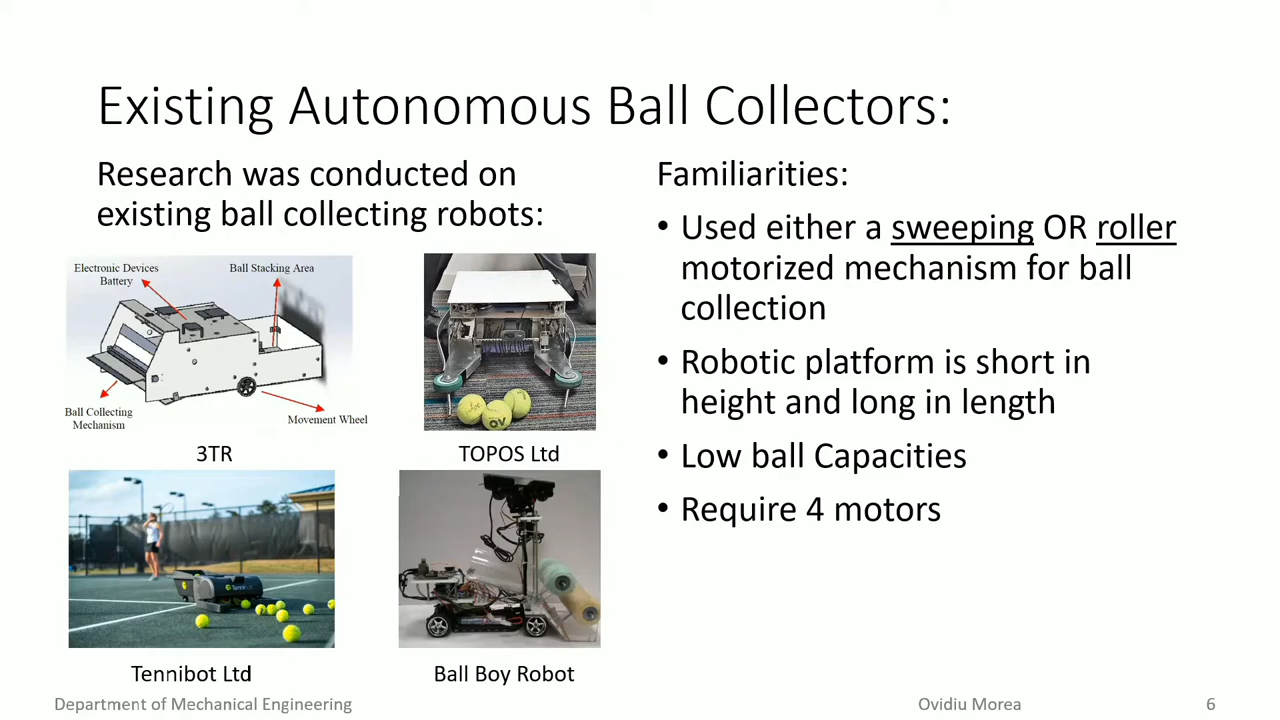 Existing Autonomous Ball Collectors:
Research was conducted on
existing ball collecting robots:
Electronic Devices
Battery
Ball Stacking Area
Ball Collecting
Mechanism
Movement Wheel
3TR
TOPOS Ltd
Tennibot Ltd
Ball Boy Robot
Familiarities:
• Used either a sweeping OR roller
motorized mechanism for ball
collection
• Robotic platform is short in
height and long in length
• Low ball Capacities
• Require 4 motors
Department of Mechanical Engineering
Ovidiu Morea
6